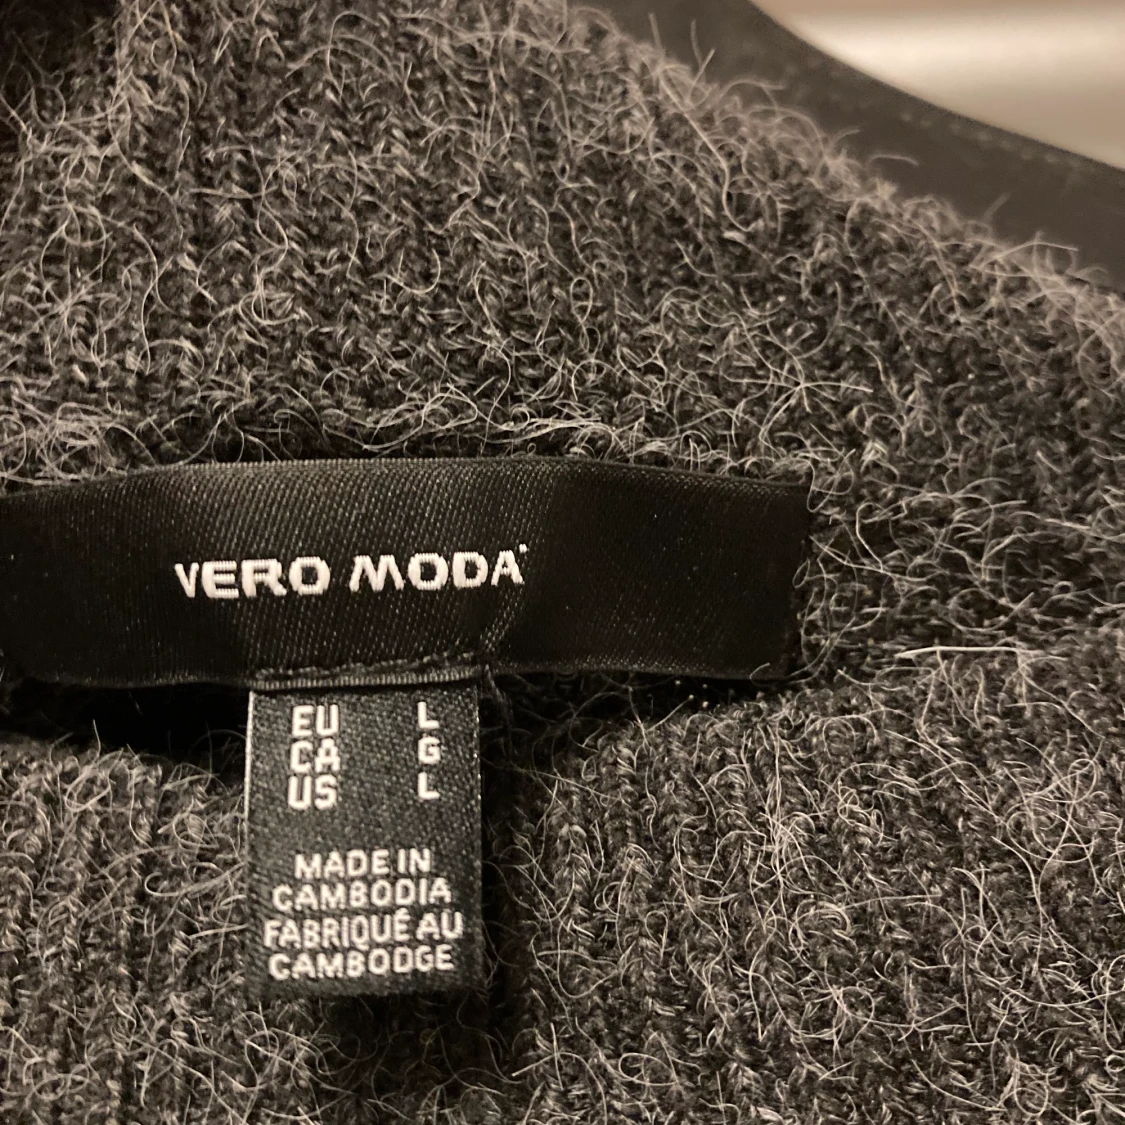 VERO MODA
EU L
CA G
US L
MADE IN
CAMBODIA
FABRIQUÉ AU
CAMBODGE